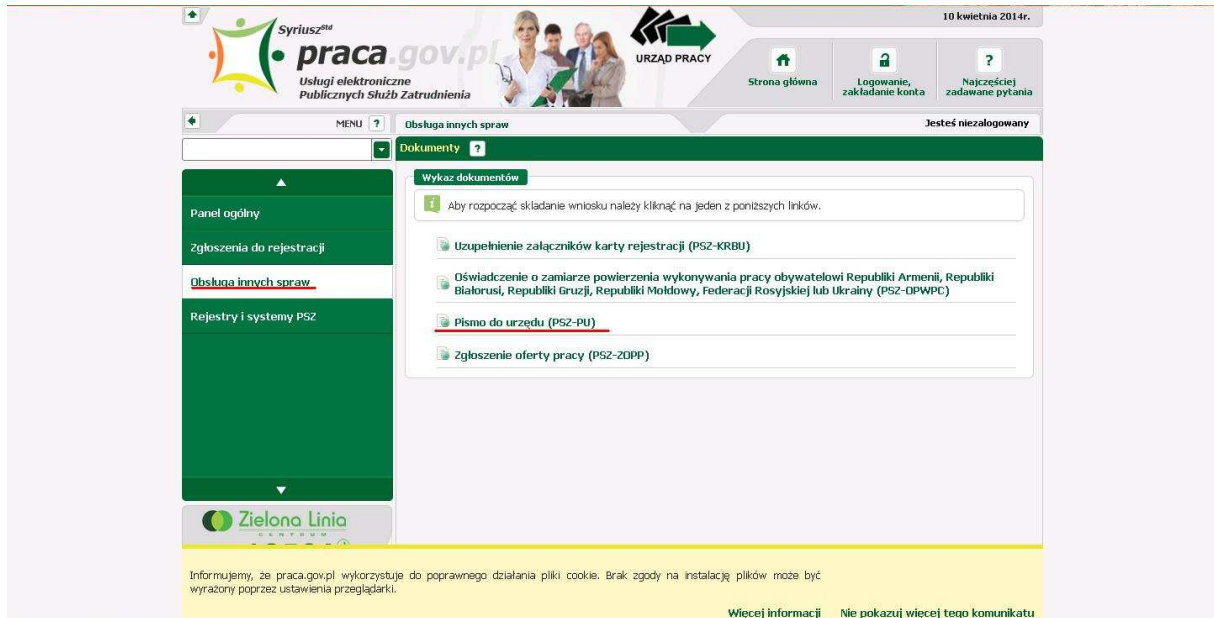 10 kwietnia 2014r.
Syriusz Std
praca.gov.pl
Usługi elektroniczne
Publicznych Służb Zatrudnienia
URZĄD PRACY
Strona główna
Logowanie,
zakładanie konta
Najczęściej
zadawane pytania
MENU ?
Obsługa innych spraw
Jesteś niezalogowany
Dokumenty ?
Panel ogólny
Zgłoszenia do rejestracji
Obsługa innych spraw
Rejestry i systemy PSZ
Wykaz dokumentów
Aby rozpocząć składanie wniosku należy kliknąć na jeden z poniższych linków.
Uzupełnienie załączników karty rejestracji (PSZ-KRBU)
Oświadczenie o zamiarze powierzenia wykonywania pracy obywatelowi Republiki Armenii, Republiki
Białorusi, Republiki Gruzji, Republiki Mołdowy, Federacji Rosyjskiej lub Ukrainy (PSZ-OPWPC)
Pismo do urzędu (PSZ-PU)
Zgłoszenie oferty pracy (PSZ-ZOPP)
Zielona Linia
CENTRUM
Informujemy, że praca.gov.pl wykorzystuje do poprawnego działania pliki cookie. Brak zgody na instalację plików może być
wyrażony poprzez ustawienia przeglądarki.
Więcej informacji
Nie pokazuj więcej tego komunikatu